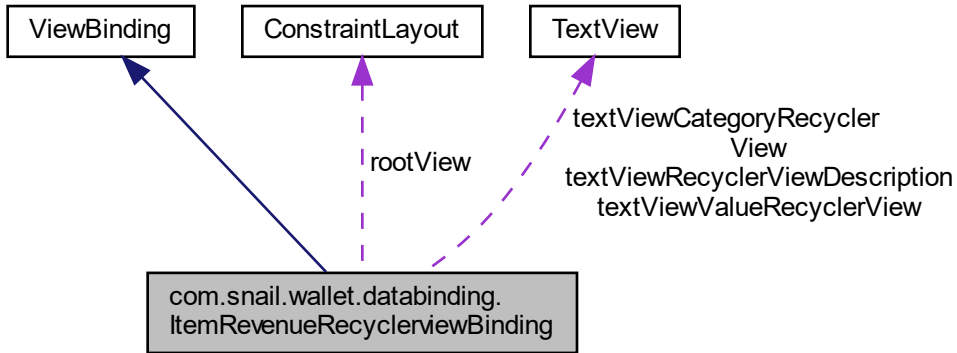 ViewBinding
ConstraintLayout
TextView
textViewCategoryRecycler
View
textViewRecyclerViewDescription
textViewValueRecyclerView
rootView
com.snail.wallet.databinding.
ItemRevenueRecyclerviewBinding